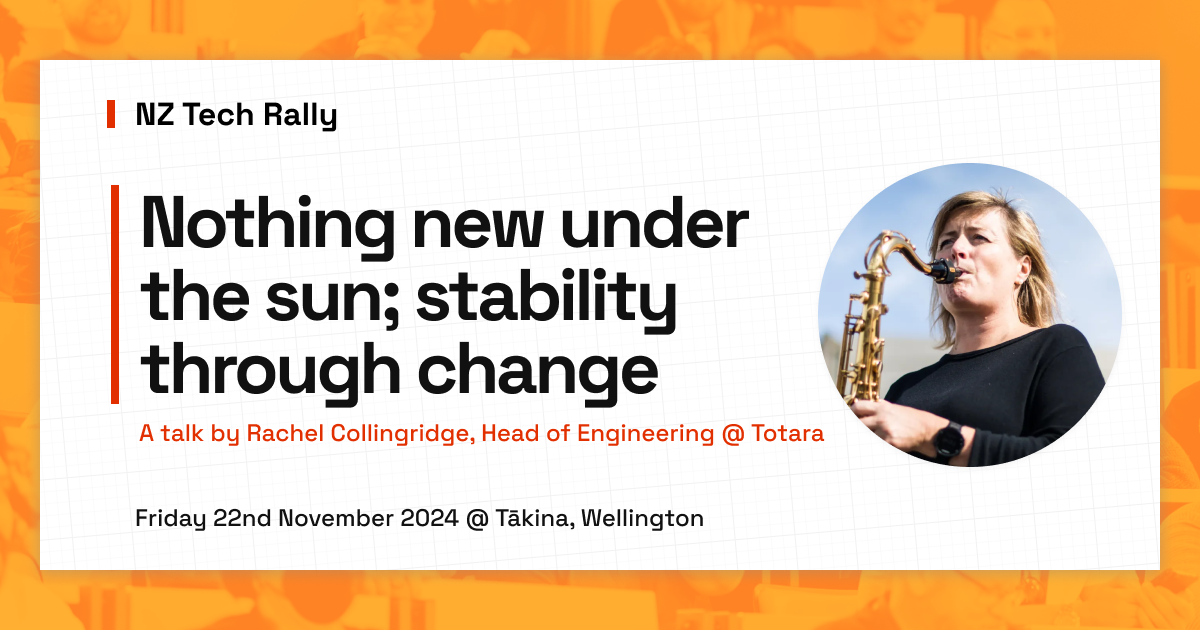 NZ Tech Rally
Nothing new under
the sun; stability
through change
A talk by Rachel Collingridge, Head of Engineering @ Totara
Friday 22nd November 2024 @ Tākina, Wellington